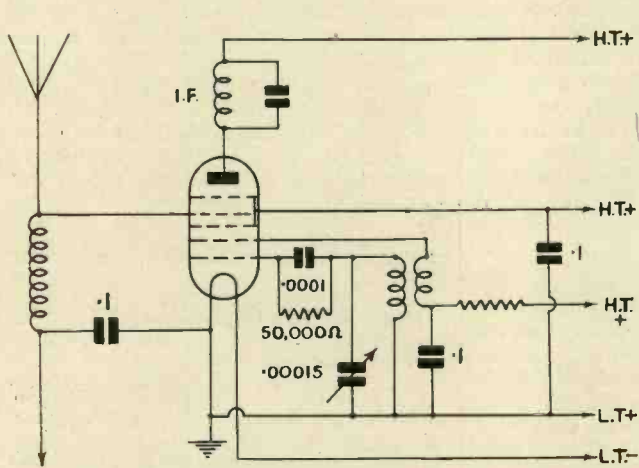 H.T.+
I.F.
H.T.+
.1
.0001
.1
50,000Ω
H.T.
+
.00015
.1
L.T.+
L.T.-